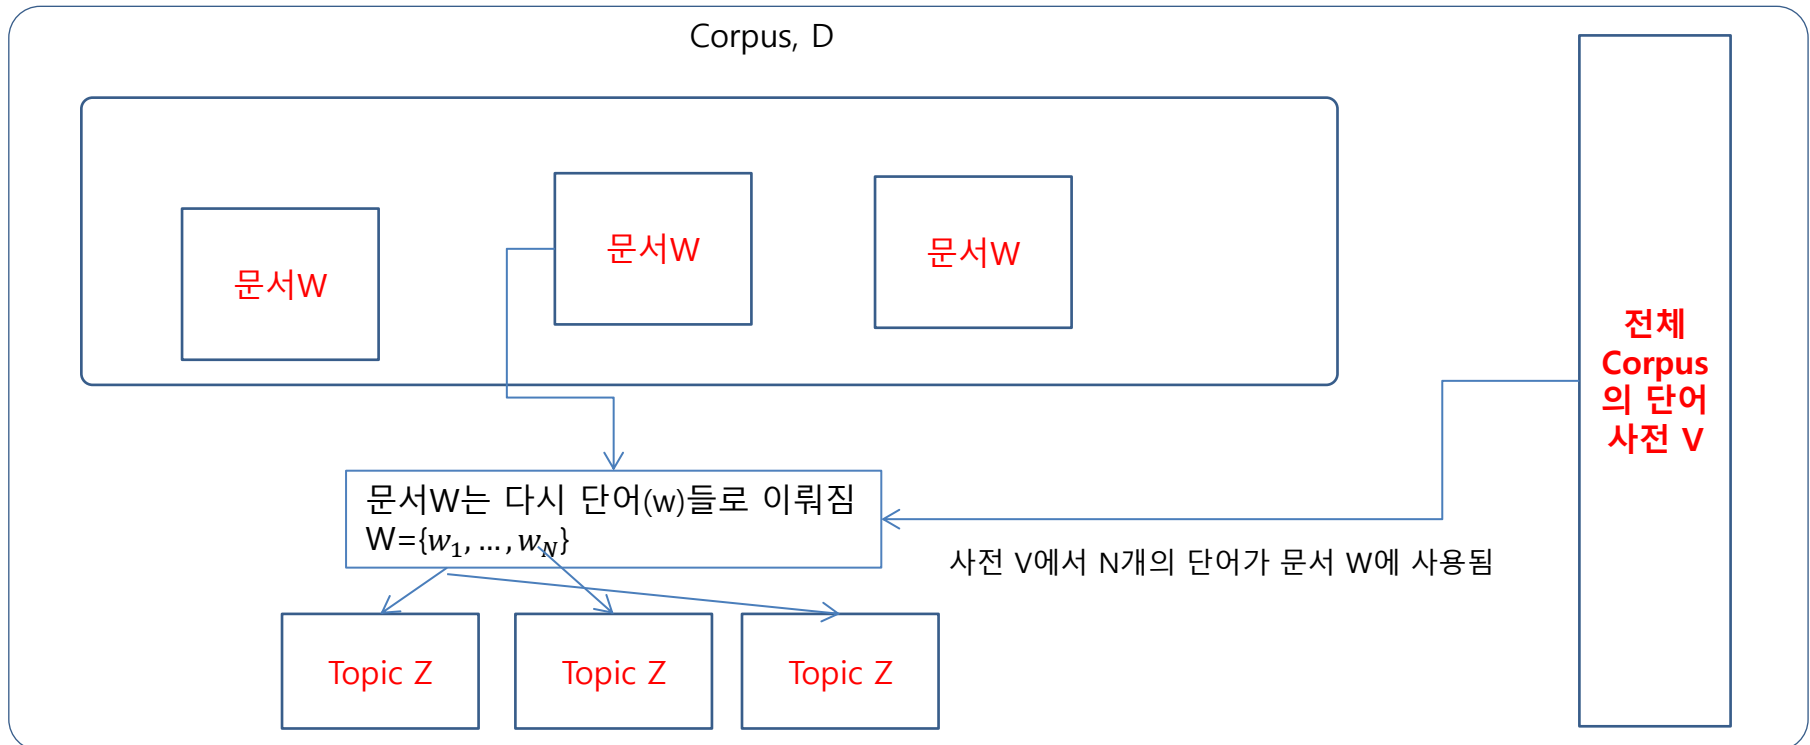 Corpus, D
문서W
문서W
문서W
전체
Corpus
의 단어
사전 V
문서W는 다시 단어(w)들로 이뤄짐
W={w₁, ..., w_N}
사전 V에서 N개의 단어가 문서 W에 사용됨
Topic Z
Topic Z
Topic Z